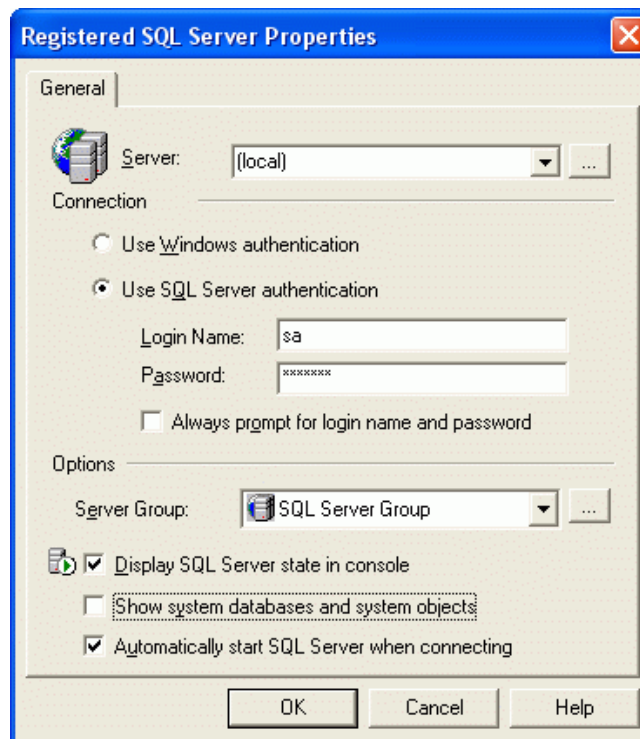 Registered SQL Server Properties
General
Server: (local) ...
Connection
Use Windows authentication
Use SQL Server authentication
Login Name: sa
Password: xxxxxxx
Always prompt for login name and password
Options
Server Group: SQL Server Group ...
Display SQL Server state in console
Show system databases and system objects
Automatically start SQL Server when connecting
OK Cancel Help